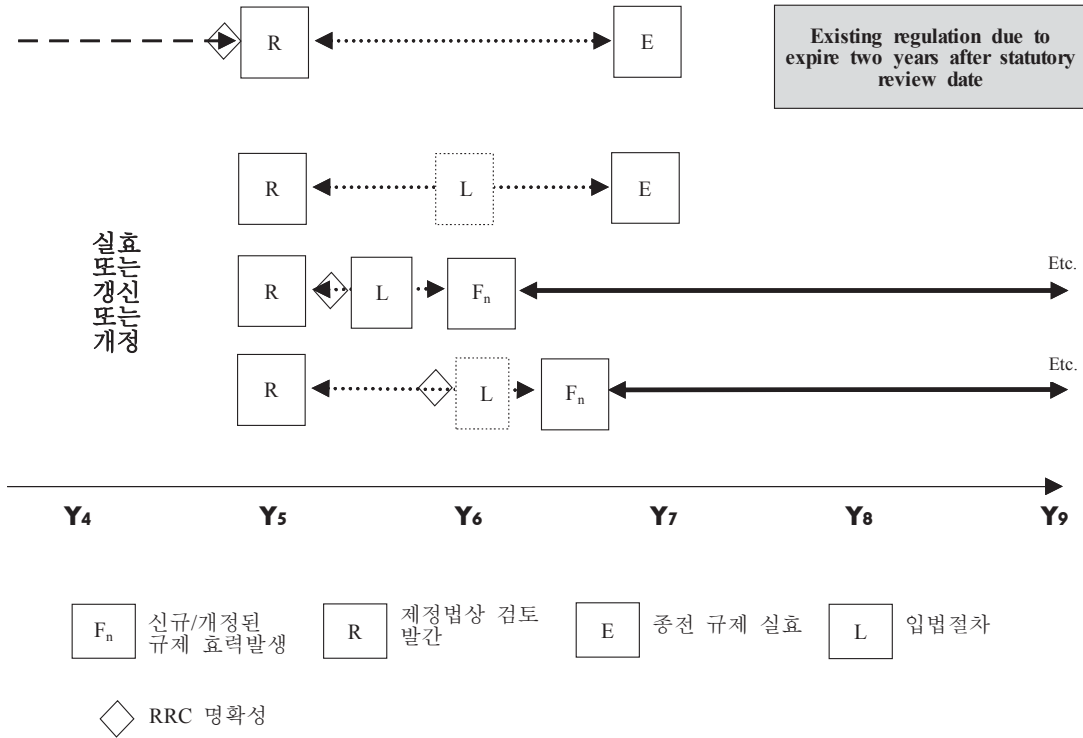 R
E
Existing regulation due to
expire two years after statutory
review date
R
L
E
실효
또는
갱신
또는
개정
R
L
Fn
Etc.
R
L
Fn
Etc.
Y4
Y5
Y6
Y7
Y8
Y9
Fn
신규/개정된
규제 효력발생
R
제정법상 검토
발간
E
종전 규제 실효
L
입법절차
RRC 명확성